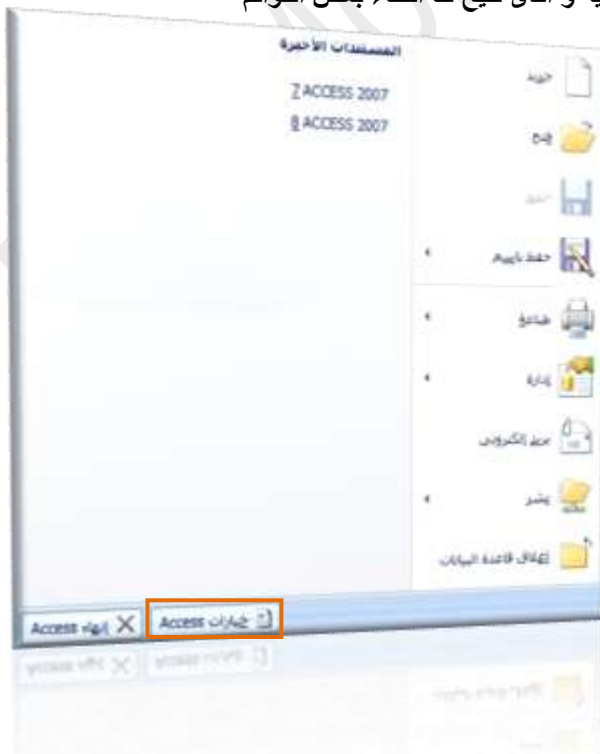 المستندات الأخيرة
7 ACCESS 2007
8 ACCESS 2007
جديد
فتح
حفظ
حفظ باسم
طباعة
إدارة
بريد إلكتروني
نشر
إغلاق قاعدة البيانات
خيارات Access
إنهاء Access